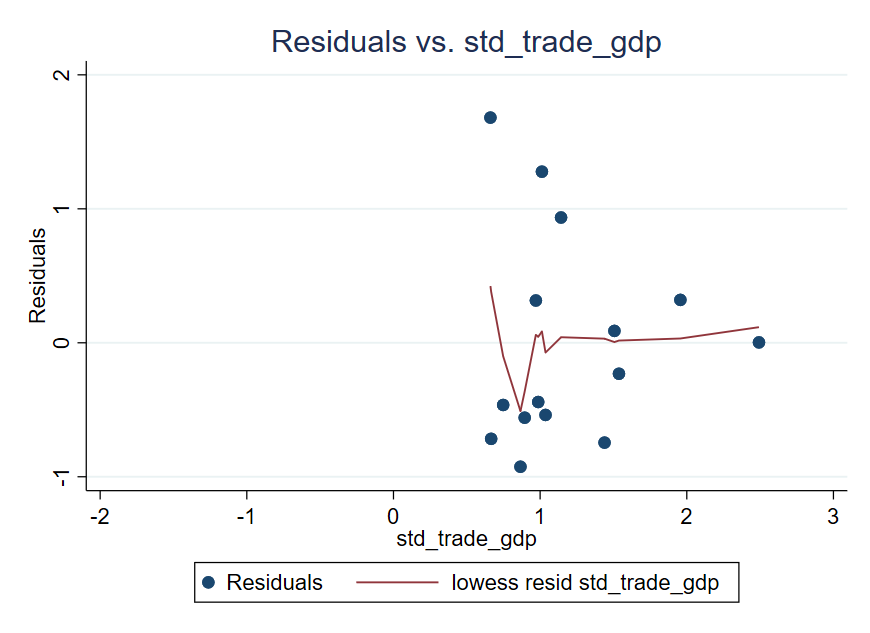 Residuals vs. std_trade_gdp
2
1
0
-1
Residuals
-2 -1 0 1 2 3
std_trade_gdp
Residuals lowess resid std_trade_gdp